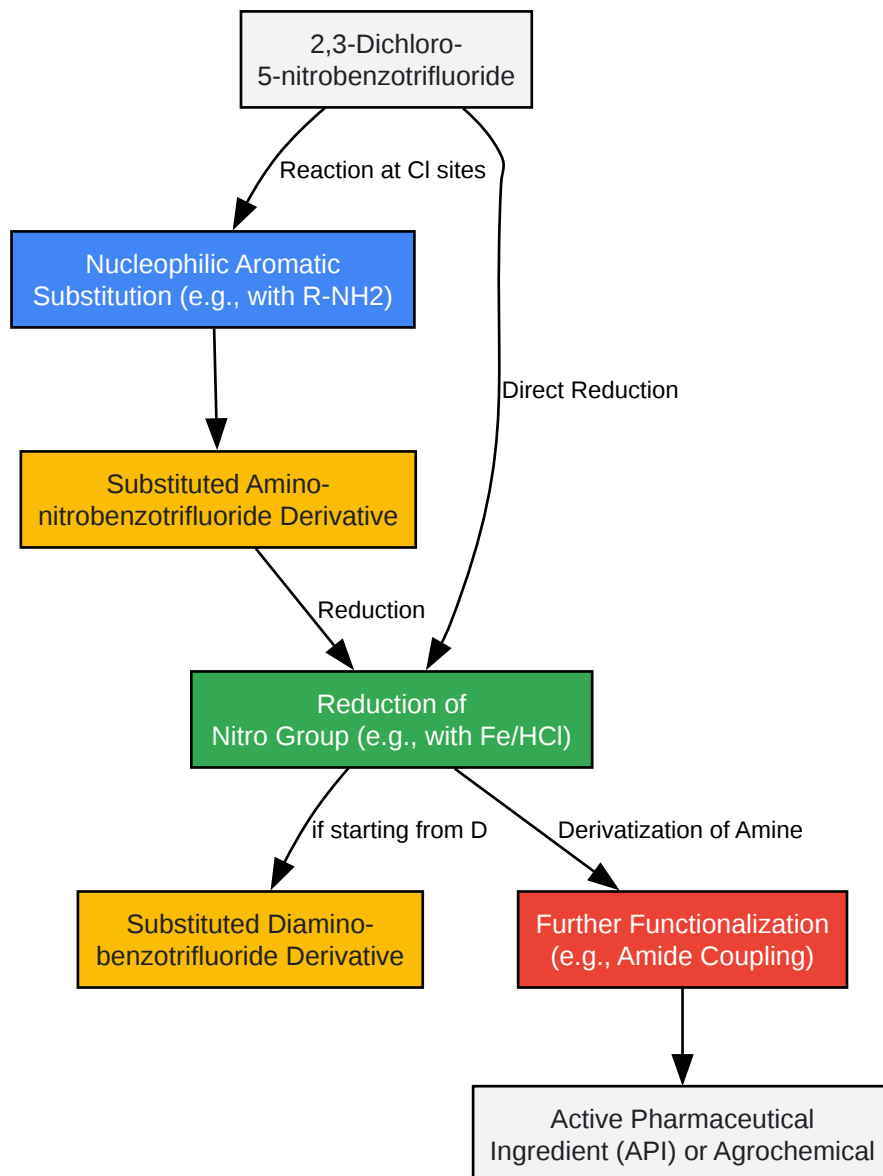 2,3-Dichloro-
5-nitrobenzotrifluoride
Reaction at Cl sites
Nucleophilic Aromatic
Substitution (e.g., with R-NH2)
Direct Reduction
Substituted Amino-
nitrobenzotrifluoride Derivative
Reduction
Reduction of
Nitro Group (e.g., with Fe/HCl)
if starting from D
Derivatization of Amine
Substituted Diamino-
benzotrifluoride Derivative
Further Functionalization
(e.g., Amide Coupling)
Active Pharmaceutical
Ingredient (API) or Agrochemical